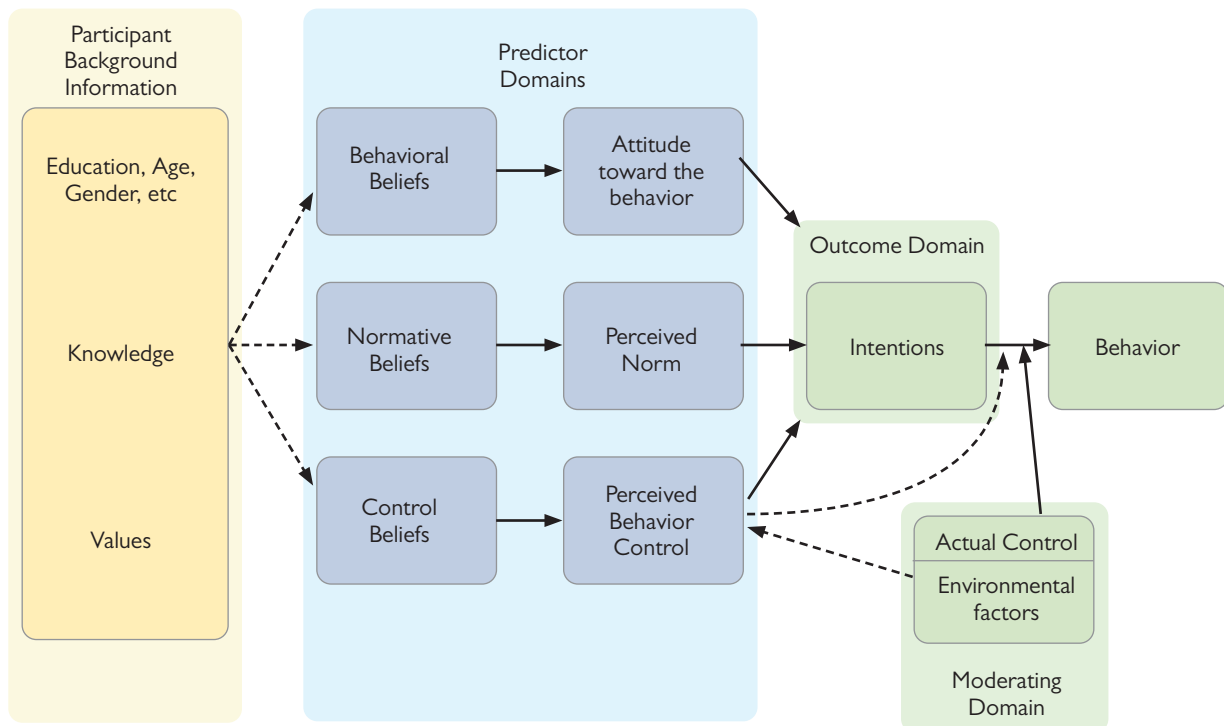 Participant
Background
Information
Education, Age,
Gender, etc
Knowledge
Values
Predictor
Domains
Behavioral
Beliefs
Attitude
toward the
behavior
Normative
Beliefs
Perceived
Norm
Control
Beliefs
Perceived
Behavior
Control
Outcome Domain
Intentions
Behavior
Actual Control
Environmental
factors
Moderating
Domain